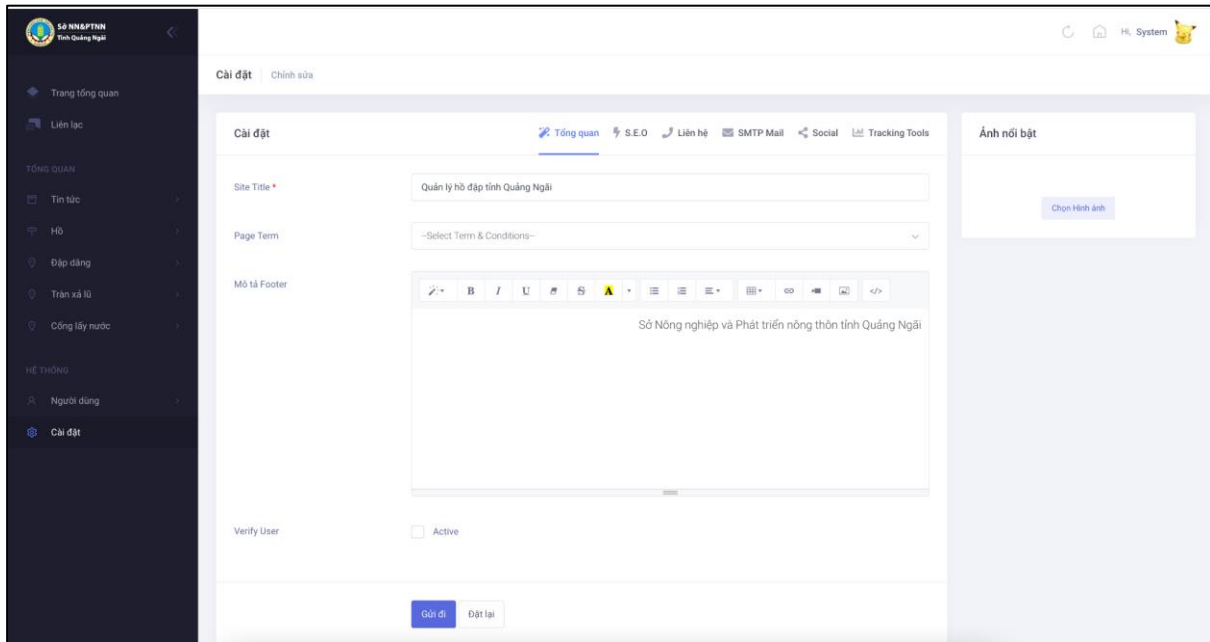 Sở NN&PTNN
Tỉnh Quảng Ngãi
Hi, System
Cài đặt Chỉnh sửa
Trang tổng quan
Liên lạc
TỔNG QUAN
Tin tức
Hồ
Đập dâng
Tràn xả lũ
Cống lấy nước
HỆ THỐNG
Người dùng
Cài đặt
Cài đặt
Tổng quan S.E.O Liên hệ SMTP Mail Social Tracking Tools
Site Title *
Quản lý hồ đập tỉnh Quảng Ngãi
Page Term
--Select Term & Conditions--
Mô tả Footer
B I U S A
Sở Nông nghiệp và Phát triển nông thôn tỉnh Quảng Ngãi
Verify User
Active
Gửi đi Đặt lại
Ảnh nổi bật
Chọn Hình ảnh